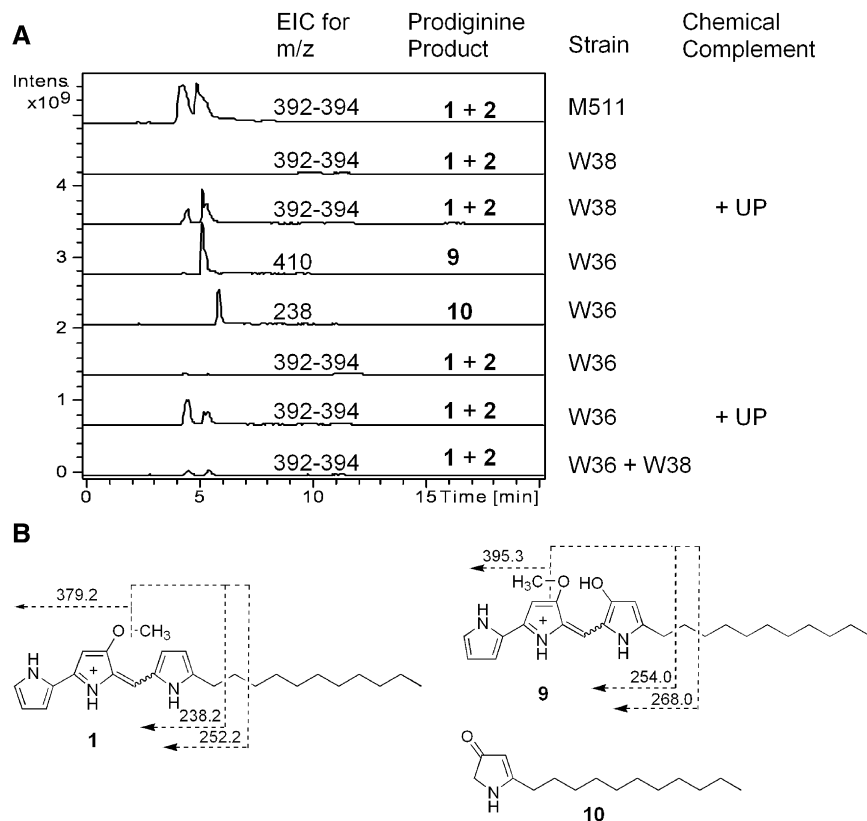 A
EIC for m/z
Prodiginine Product
Strain
Chemical Complement
Intens x10⁹
392-394 1 + 2 M511
392-394 1 + 2 W38
4
392-394 1 + 2 W38 + UP
3
410 9 W36
238 10 W36
2
392-394 1 + 2 W36
1
392-394 1 + 2 W36 + UP
0
392-394 1 + 2 W36 + W38
0 5 10 15 Time [min]
B
379.2
O CH₃
H N
+
N H
N H
238.2
252.2
1
395.3
H₃C O
HO
H N
+
N H
N H
254.0
268.0
9
O
N H
10